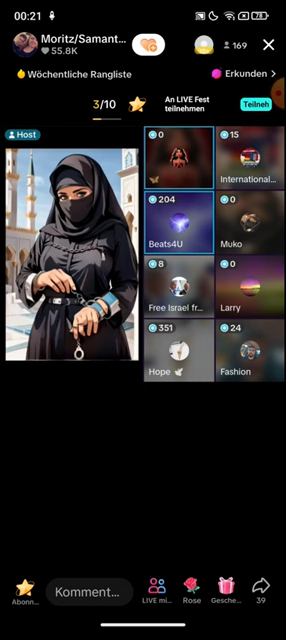 00:21
78
Moritz/Samant...
55.8K
169
Wöchentliche Rangliste
Erkunden >
3/10
An LIVE Fest
teilnehmen
Teilneh
Host
0
15
International...
204
Beats4U
0
Muko
8
Free Israel fr...
0
Larry
351
Hope 🕊
24
Fashion
Abonn...
Komment...
LIVE mi...
Rose
Gesche...
39